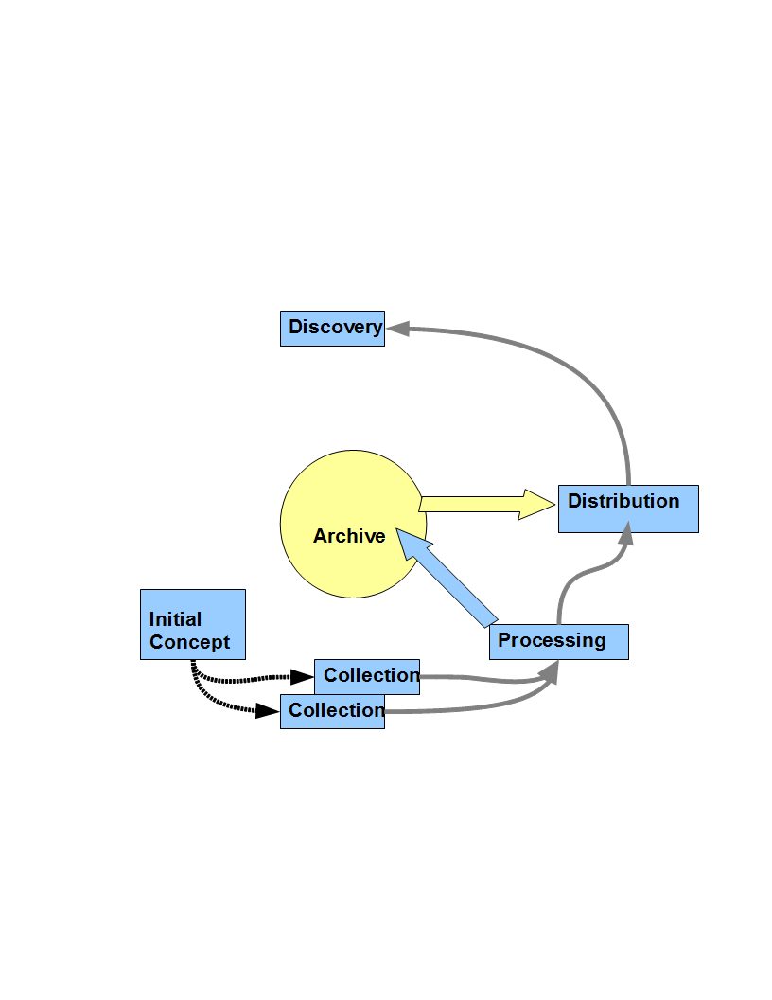 Discovery
Distribution
Archive
Initial
Concept
Processing
Collection
Collection